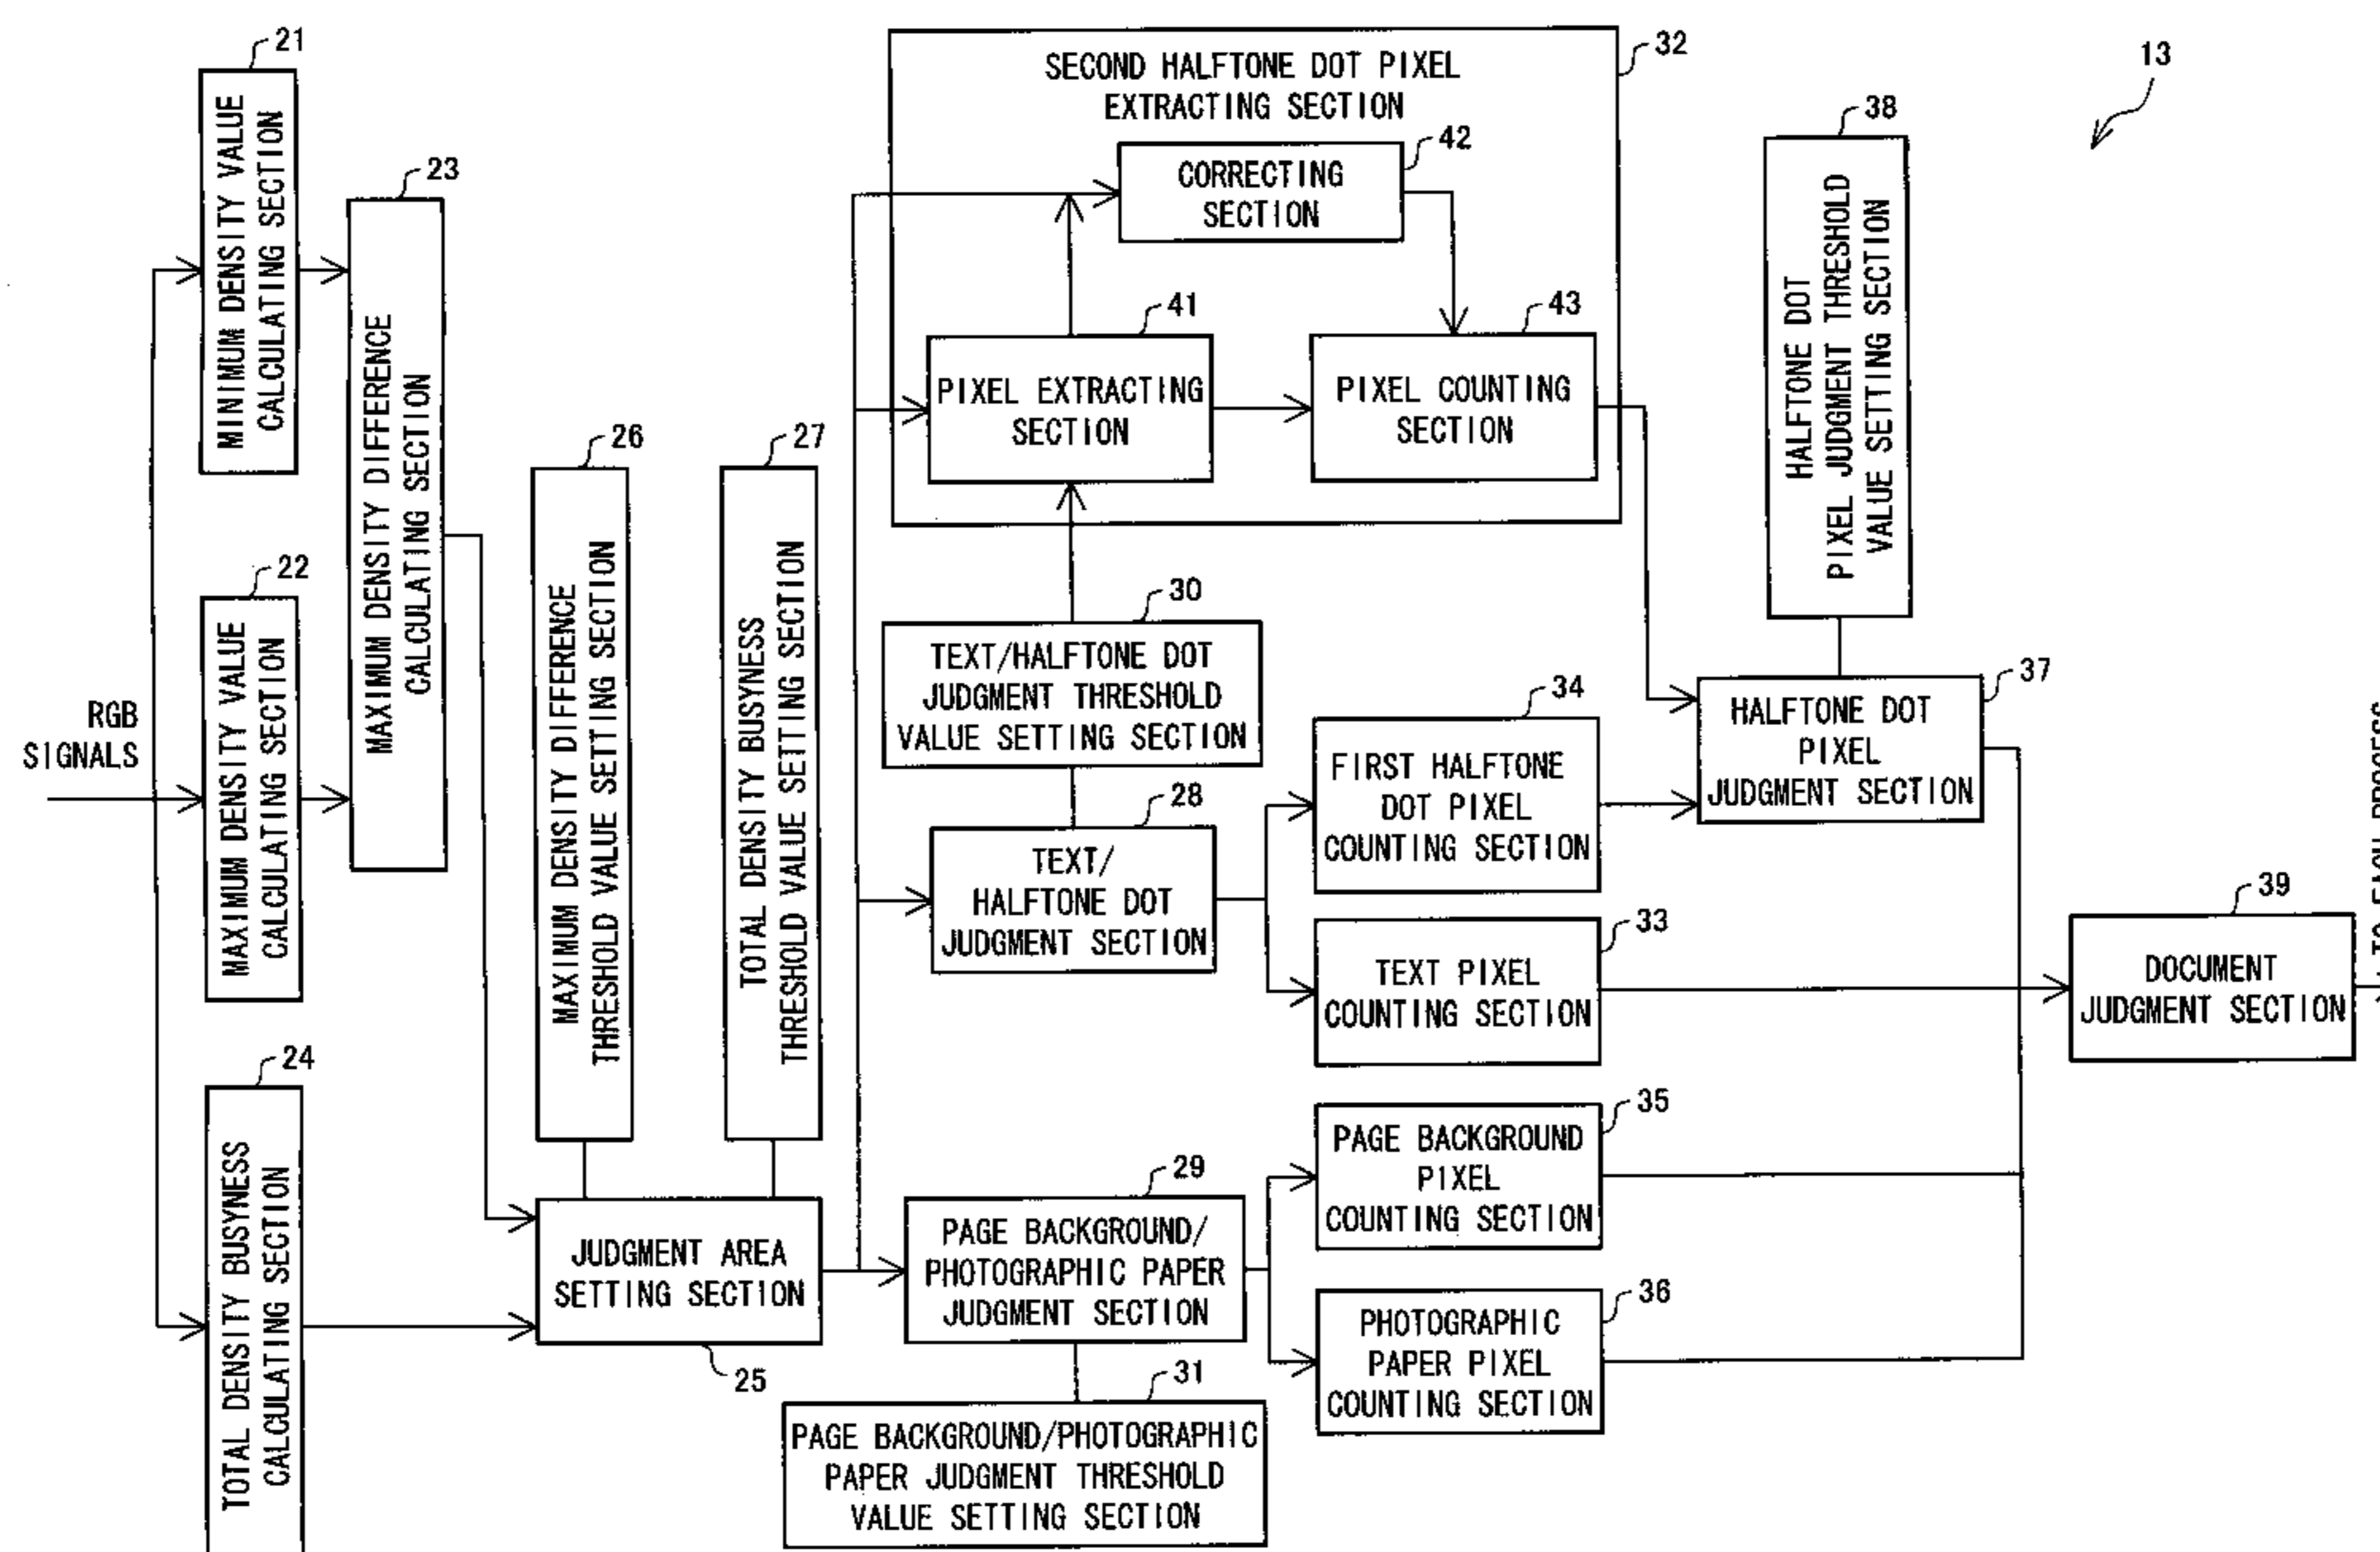 21
MINIMUM DENSITY VALUE
CALCULATING SECTION
22
MAXIMUM DENSITY VALUE
CALCULATING SECTION
RGB
SIGNALS
24
TOTAL DENSITY BUSYNESS
CALCULATING SECTION
23
MAXIMUM DENSITY DIFFERENCE
CALCULATING SECTION
26
MAXIMUM DENSITY DIFFERENCE
THRESHOLD VALUE SETTING SECTION
27
TOTAL DENSITY BUSYNESS
THRESHOLD VALUE SETTING SECTION
JUDGMENT AREA
SETTING SECTION
25
32
SECOND HALFTONE DOT PIXEL
EXTRACTING SECTION
42
CORRECTING
SECTION
41
PIXEL EXTRACTING
SECTION
43
PIXEL COUNTING
SECTION
30
TEXT/HALFTONE DOT
JUDGMENT THRESHOLD
VALUE SETTING SECTION
28
TEXT/
HALFTONE DOT
JUDGMENT SECTION
34
FIRST HALFTONE
DOT PIXEL
COUNTING SECTION
33
TEXT PIXEL
COUNTING SECTION
29
PAGE BACKGROUND/
PHOTOGRAPHIC PAPER
JUDGMENT SECTION
31
PAGE BACKGROUND/PHOTOGRAPHIC
PAPER JUDGMENT THRESHOLD
VALUE SETTING SECTION
35
PAGE BACKGROUND
PIXEL
COUNTING SECTION
36
PHOTOGRAPHIC
PAPER PIXEL
COUNTING SECTION
13
38
HALFTONE DOT
PIXEL JUDGMENT THRESHOLD
VALUE SETTING SECTION
37
HALFTONE DOT
PIXEL
JUDGMENT SECTION
39
DOCUMENT
JUDGMENT SECTION